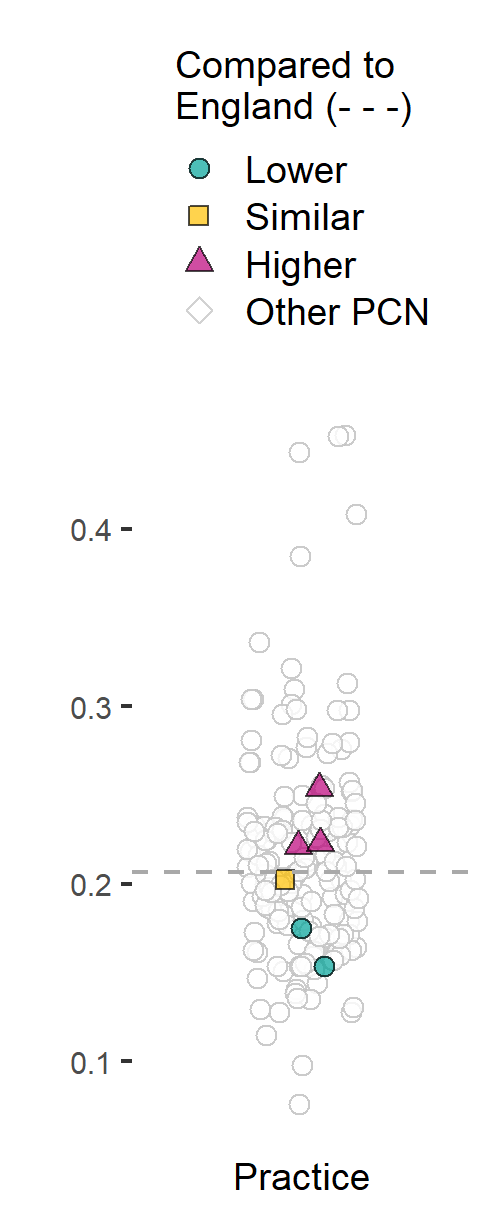 Compared to
England (- - -)
Lower
Similar
Higher
Other PCN
0.4
0.3
0.2
0.1
Practice